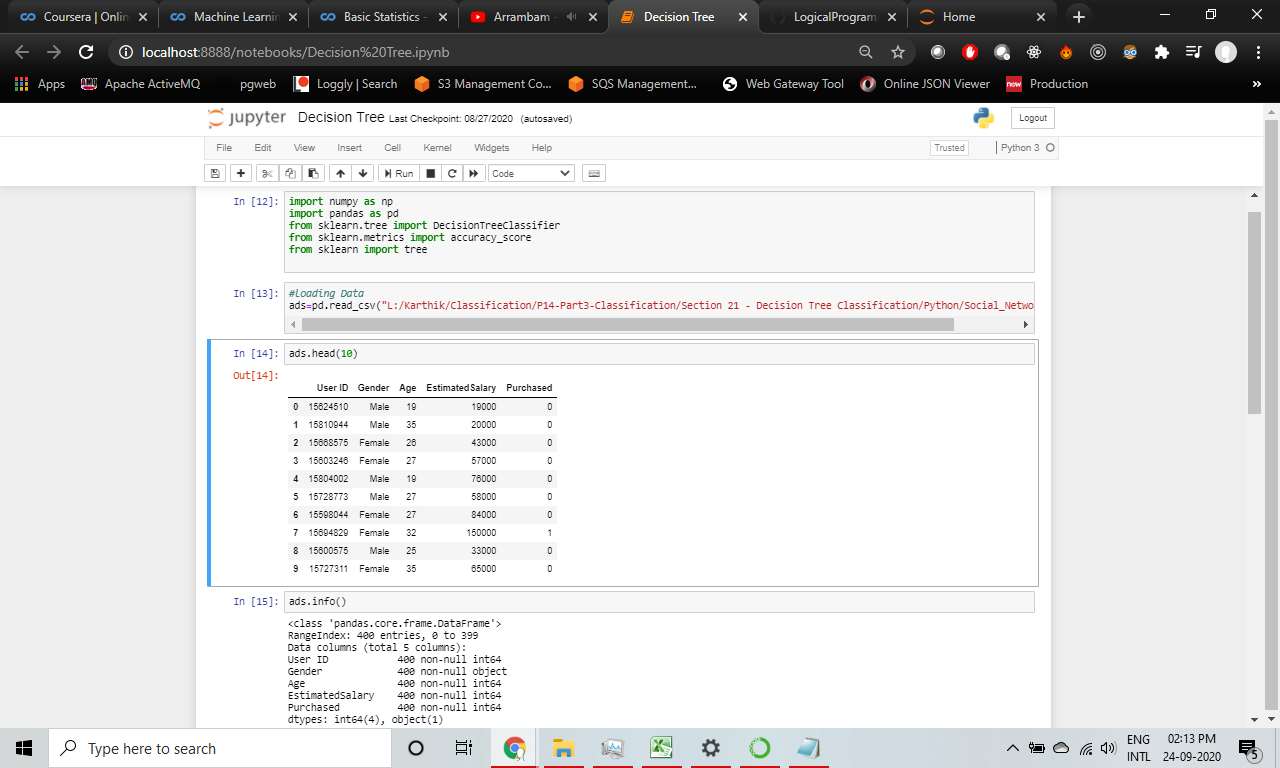 Coursera | Onlin
Machine Learnin
Basic Statistics -
Arrambam -
Decision Tree
LogicalProgram
Home
localhost:8888/notebooks/Decision%20Tree.ipynb
Apps
Apache ActiveMQ
pgweb
Loggly | Search
S3 Management Co...
SQS Management...
Web Gateway Tool
Online JSON Viewer
now
Production
»
jupyter Decision Tree Last Checkpoint: 08/27/2020 (autosaved)
Logout
File Edit View Insert Cell Kernel Widgets Help
Trusted
Python 3
Run
Code
In [12]:
import numpy as np
import pandas as pd
from sklearn.tree import DecisionTreeClassifier
from sklearn.metrics import accuracy_score
from sklearn import tree
In [13]:
#loading Data
ads=pd.read_csv("L:/Karthik/Classification/P14-Part3-Classification/Section 21 - Decision Tree Classification/Python/Social_Netwo
In [14]:
ads.head(10)
Out[14]:
User ID Gender Age EstimatedSalary Purchased
0 15624510 Male 19 19000 0
1 15810944 Male 35 20000 0
2 15668575 Female 26 43000 0
3 15603246 Female 27 57000 0
4 15804002 Male 19 76000 0
5 15728773 Male 27 58000 0
6 15598044 Female 27 84000 0
7 15694829 Female 32 150000 1
8 15600575 Male 25 33000 0
9 15727311 Female 35 65000 0
In [15]:
ads.info()
<class 'pandas.core.frame.DataFrame'>
RangeIndex: 400 entries, 0 to 399
Data columns (total 5 columns):
User ID 400 non-null int64
Gender 400 non-null object
Age 400 non-null int64
EstimatedSalary 400 non-null int64
Purchased 400 non-null int64
dtypes: int64(4), object(1)
Type here to search
ENG
INTL
02:13 PM
24-09-2020
5